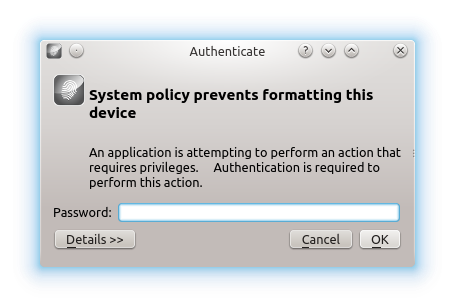 Authenticate
System policy prevents formatting this
device
An application is attempting to perform an action that
requires privileges. Authentication is required to
perform this action.
Password:
Details >>
Cancel
OK